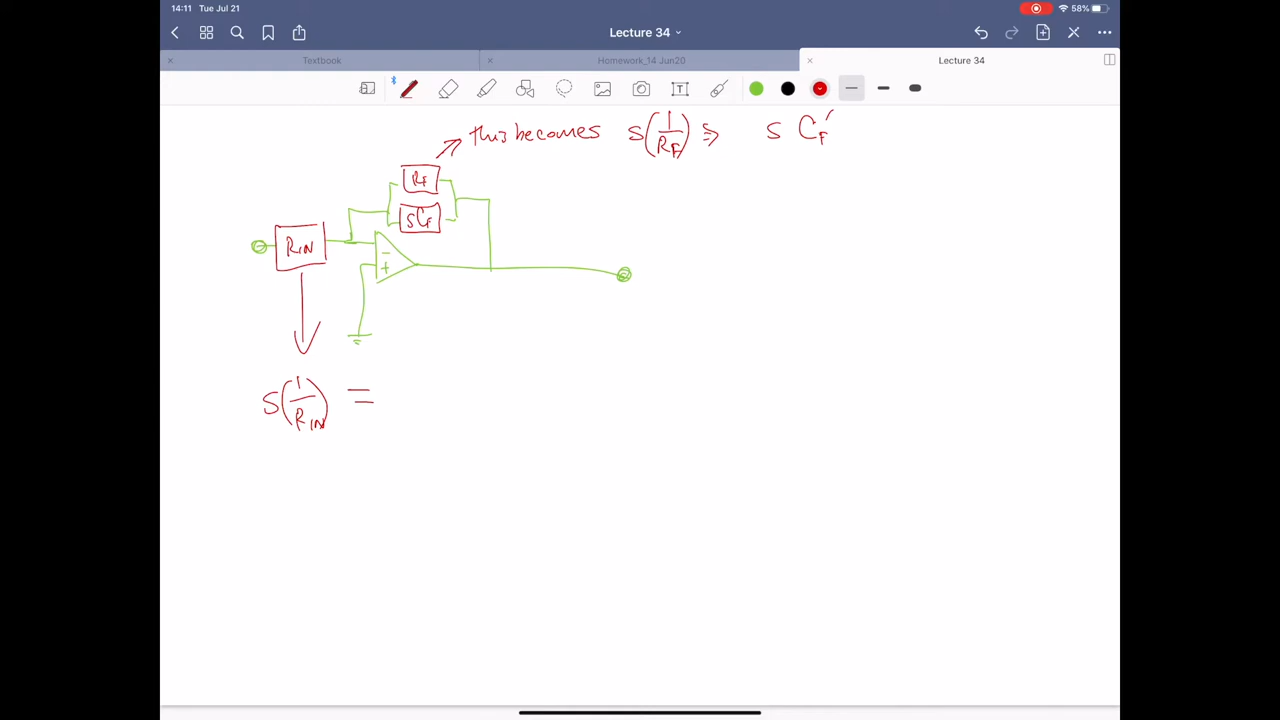 14:11 Tue Jul 21
58%
Lecture 34
Textbook
Homework_14 Jun20
Lecture 34
T
this becomes S(1/RF) ⇒ S CF′
RF
SCF
RIN
−
+
S(1/RIN) =